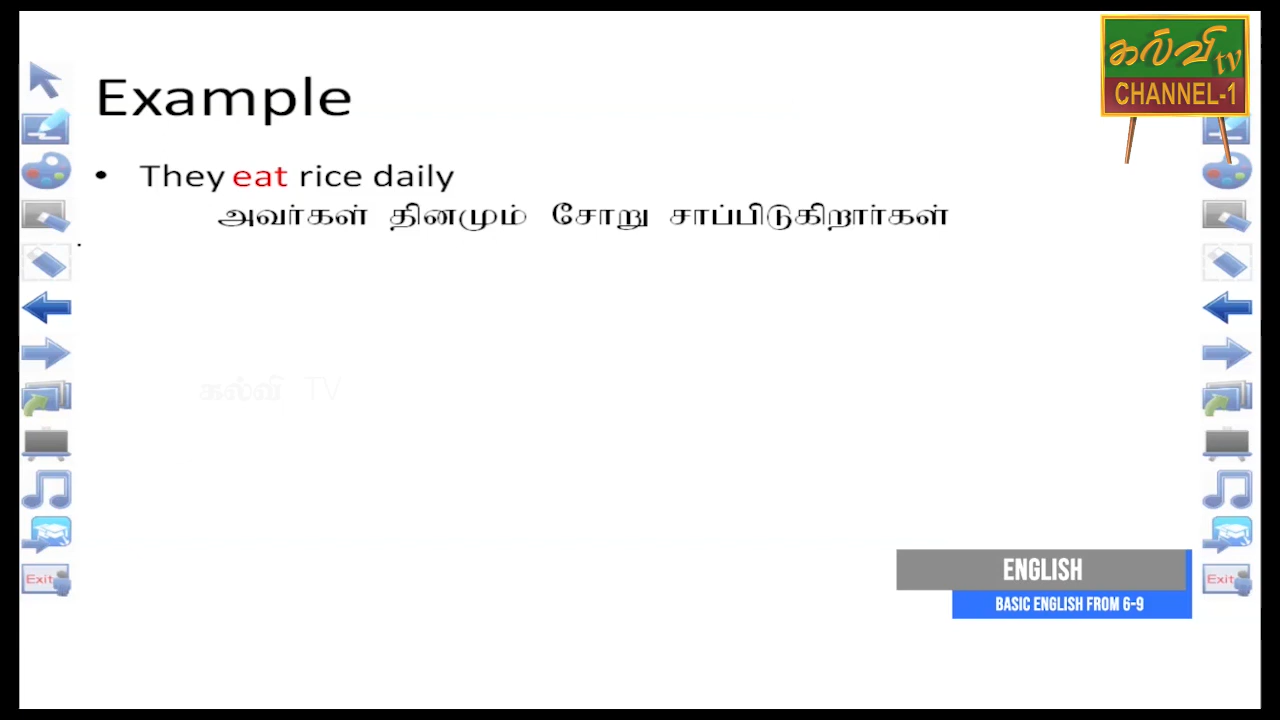 கல்வி tv
CHANNEL-1
Example
• They eat rice daily
அவர்கள் தினமும் சோறு சாப்பிடுகிறார்கள்
கல்வி TV
ENGLISH
BASIC ENGLISH FROM 6-9
Exit
Exit